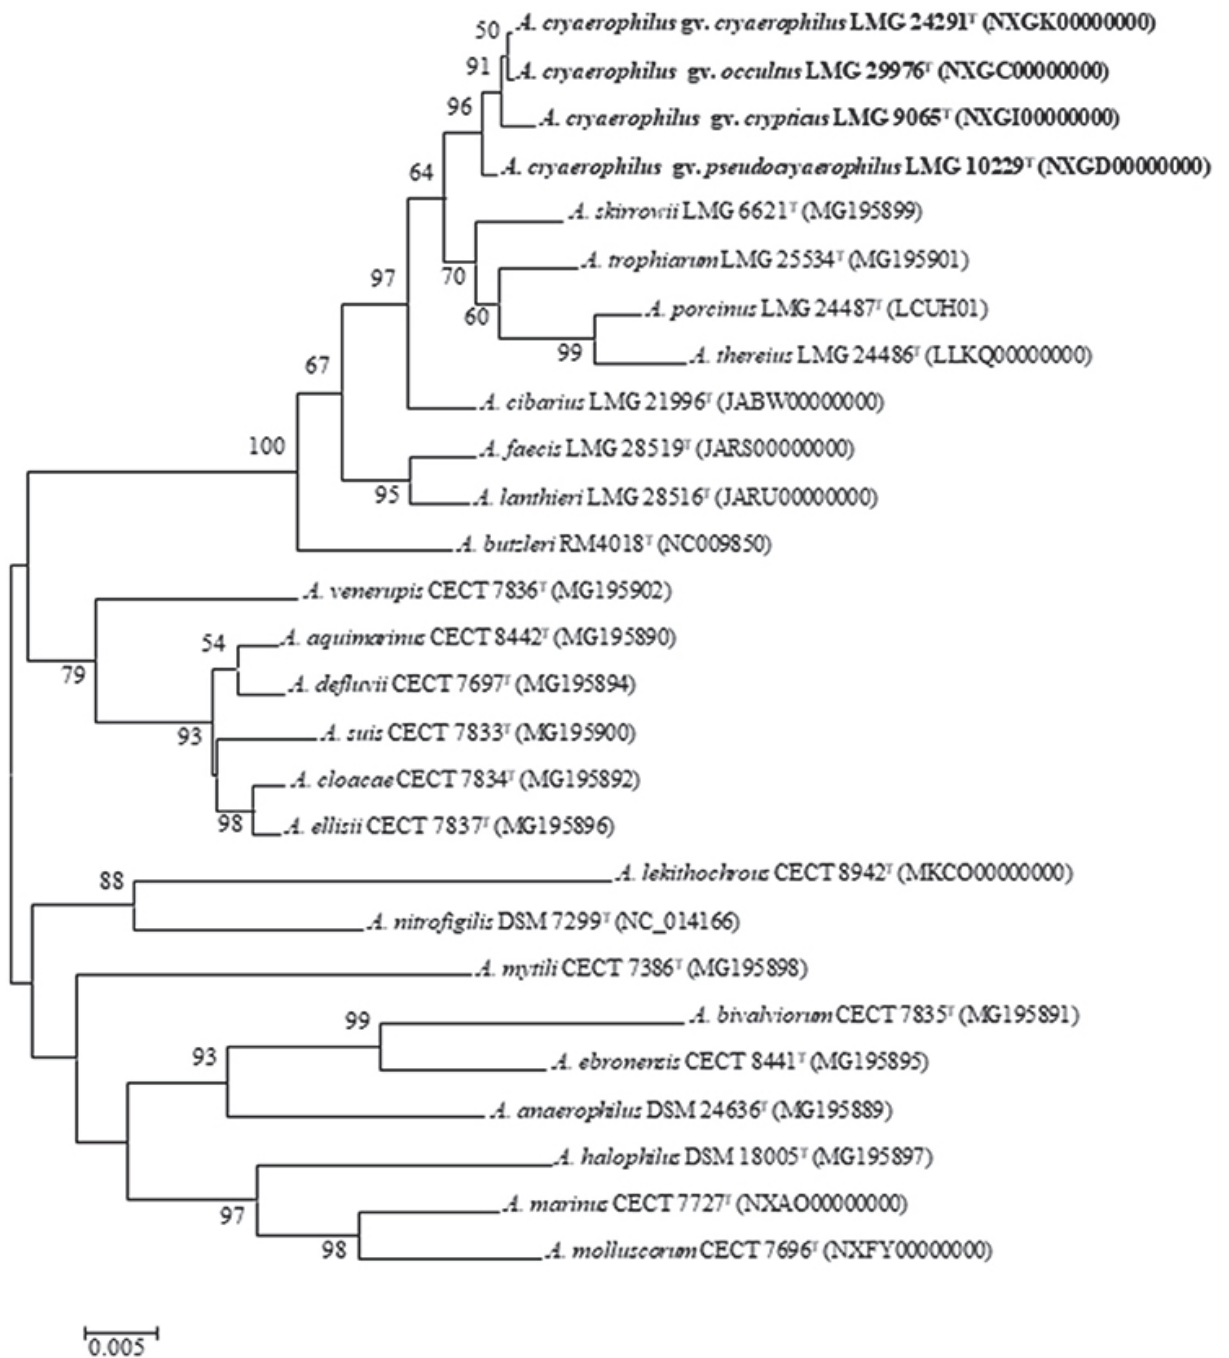 50
A. cryaerophilus gv. cryaerophilus LMG 24291ᵀ (NXGK00000000)
91
A. cryaerophilus gv. occultus LMG 29976ᵀ (NXGC00000000)
96
A. cryaerophilus gv. crypticus LMG 9065ᵀ (NXGI00000000)
64
A. cryaerophilus gv. pseudocryaerophilus LMG 10229ᵀ (NXGD00000000)
A. skirrowii LMG 6621ᵀ (MG195899)
A. trophiarum LMG 25534ᵀ (MG195901)
97
70
A. porcinus LMG 24487ᵀ (LCUH01)
60
99
A. thereius LMG 24486ᵀ (LLKQ00000000)
67
A. cibarius LMG 21996ᵀ (JABW00000000)
100
A. faecis LMG 28519ᵀ (JARS00000000)
95
A. lanthieri LMG 28516ᵀ (JARU00000000)
A. butzleri RM4018ᵀ (NC009850)
A. venerupis CECT 7836ᵀ (MG195902)
54
A. aquimarinus CECT 8442ᵀ (MG195890)
79
A. defluvii CECT 7697ᵀ (MG195894)
93
A. suis CECT 7833ᵀ (MG195900)
A. cloacae CECT 7834ᵀ (MG195892)
98
A. ellisii CECT 7837ᵀ (MG195896)
88
A. lekithochrous CECT 8942ᵀ (MKCO00000000)
A. nitrofigilis DSM 7299ᵀ (NC_014166)
A. mytili CECT 7386ᵀ (MG195898)
99
A. bivalviorum CECT 7835ᵀ (MG195891)
93
A. ebronensis CECT 8441ᵀ (MG195895)
A. anaerophilus DSM 24636ᵀ (MG195889)
A. halophilus DSM 18005ᵀ (MG195897)
97
A. marinus CECT 7727ᵀ (NXAO00000000)
98
A. molluscorum CECT 7696ᵀ (NXFY00000000)
0.005